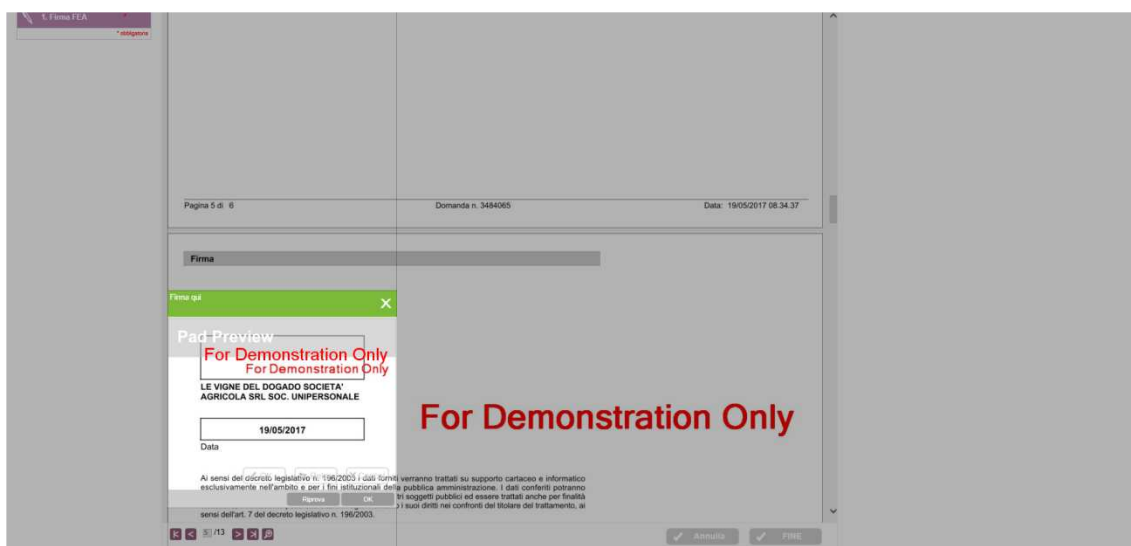 1. Firma FEA *
* obbligatorie
Pagina 5 di 6 Domanda n. 3484065 Data: 19/05/2017 08.34.37
Firma
Firma qui
Pad Preview
For Demonstration Only
For Demonstration Only
LE VIGNE DEL DOGADO SOCIETA'
AGRICOLA SRL SOC. UNIPERSONALE
For Demonstration Only
19/05/2017
Data
Ai sensi del decreto legislativo n. 196/2003 i dati forniti verranno trattati su supporto cartaceo e informatico
esclusivamente nell'ambito e per i fini istituzionali della pubblica amministrazione. I dati conferiti potranno
tri soggetti pubblici ed essere trattati anche per finalità
Riprova OK
i suoi diritti nei confronti del titolare del trattamento, ai
sensi dell'art. 7 del decreto legislativo n. 196/2003.
5 /13
Annulla FINE